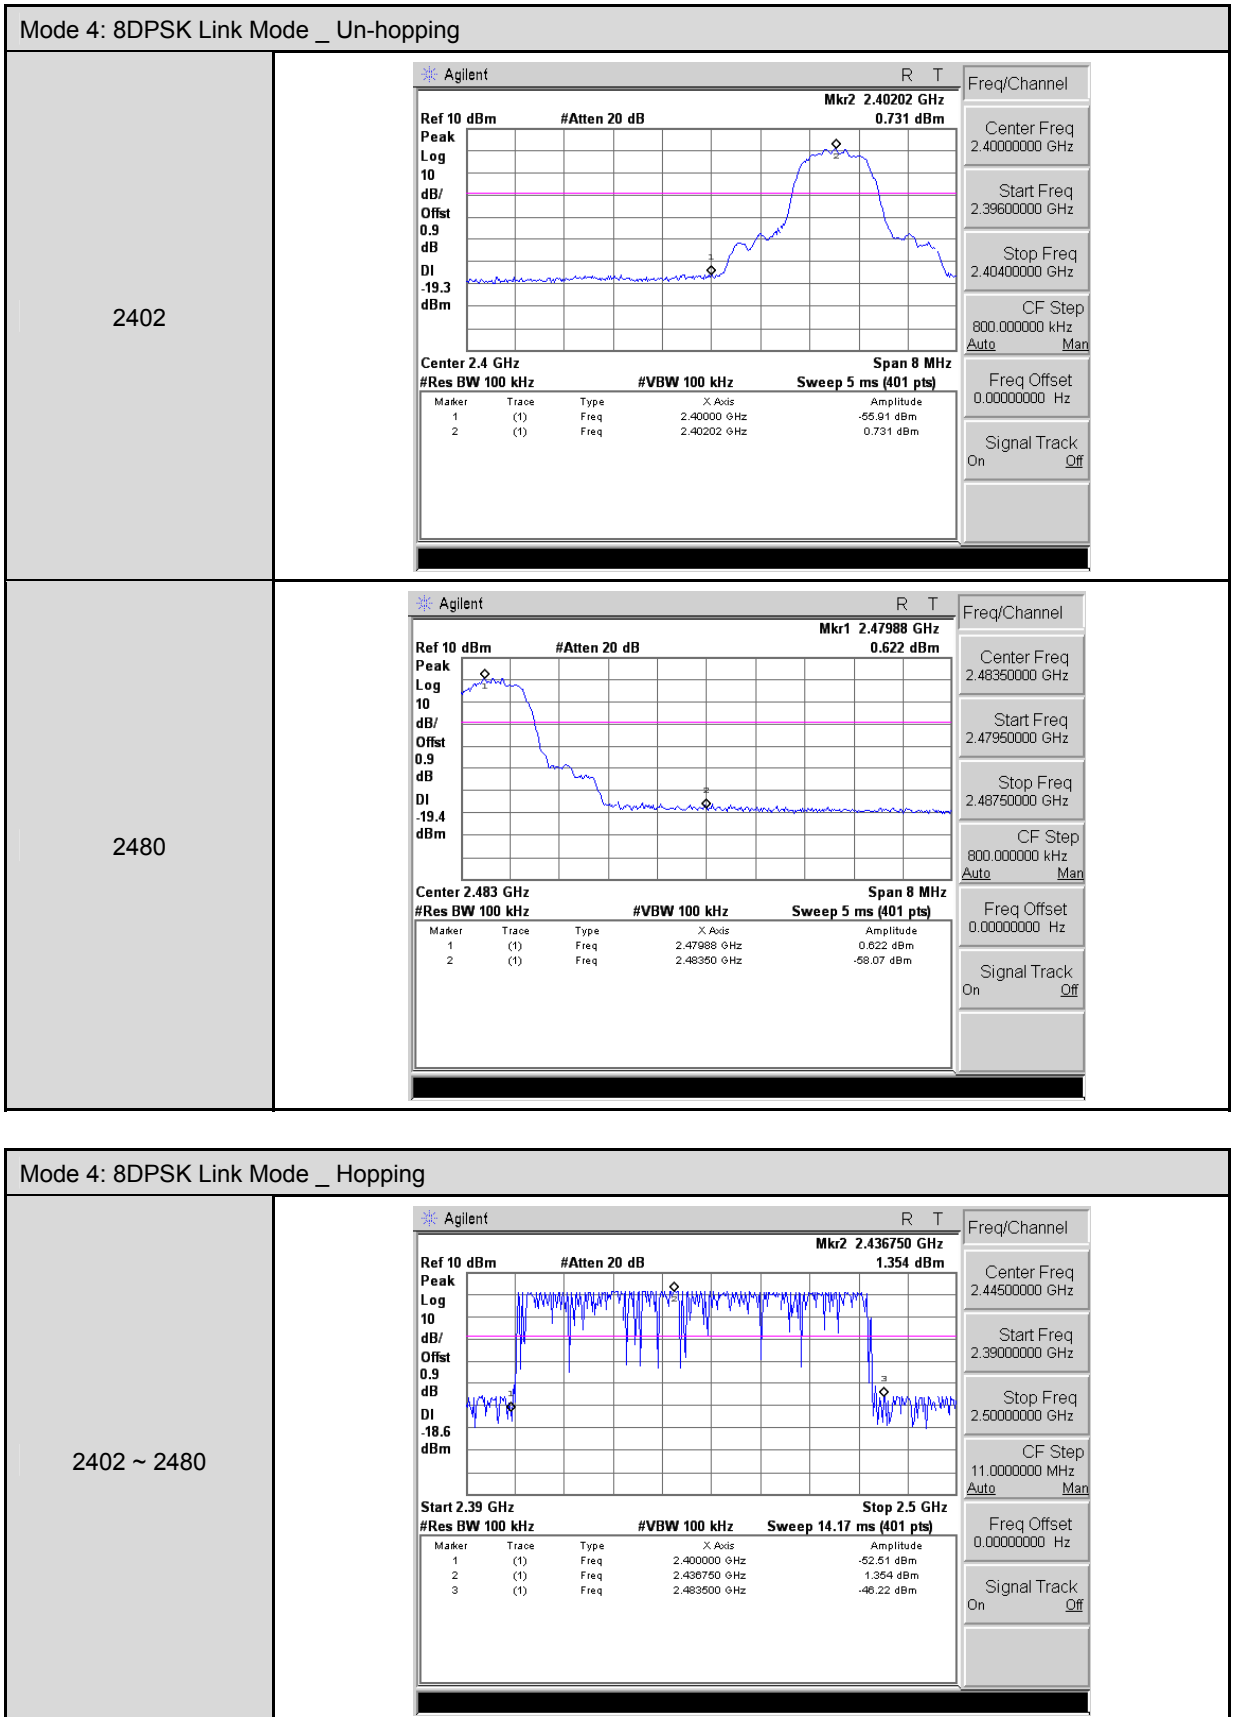 Mode 4: 8DPSK Link Mode _ Un-hopping
2402
Agilent R T
Mkr2 2.40202 GHz
Ref 10 dBm #Atten 20 dB 0.731 dBm
Peak
Log
10
dB/
Offst
0.9
dB
DI
-19.3
dBm
2
1
Center 2.4 GHz Span 8 MHz
#Res BW 100 kHz #VBW 100 kHz Sweep 5 ms (401 pts)
Marker Trace Type X Axis Amplitude
1 (1) Freq 2.40000 GHz -55.91 dBm
2 (1) Freq 2.40202 GHz 0.731 dBm
Freq/Channel
Center Freq
2.40000000 GHz
Start Freq
2.39600000 GHz
Stop Freq
2.40400000 GHz
CF Step
800.000000 kHz
Auto Man
Freq Offset
0.00000000 Hz
Signal Track
On Off
2480
Agilent R T
Mkr1 2.47988 GHz
Ref 10 dBm #Atten 20 dB 0.622 dBm
Peak
Log
10
dB/
Offst
0.9
dB
DI
-19.4
dBm
1
2
Center 2.483 GHz Span 8 MHz
#Res BW 100 kHz #VBW 100 kHz Sweep 5 ms (401 pts)
Marker Trace Type X Axis Amplitude
1 (1) Freq 2.47988 GHz 0.622 dBm
2 (1) Freq 2.48350 GHz -58.07 dBm
Freq/Channel
Center Freq
2.48350000 GHz
Start Freq
2.47950000 GHz
Stop Freq
2.48750000 GHz
CF Step
800.000000 kHz
Auto Man
Freq Offset
0.00000000 Hz
Signal Track
On Off
Mode 4: 8DPSK Link Mode _ Hopping
2402 ~ 2480
Agilent R T
Mkr2 2.436750 GHz
Ref 10 dBm #Atten 20 dB 1.354 dBm
Peak
Log
10
dB/
Offst
0.9
dB
DI
-18.6
dBm
2
3
1
Start 2.39 GHz Stop 2.5 GHz
#Res BW 100 kHz #VBW 100 kHz Sweep 14.17 ms (401 pts)
Marker Trace Type X Axis Amplitude
1 (1) Freq 2.400000 GHz -52.51 dBm
2 (1) Freq 2.436750 GHz 1.354 dBm
3 (1) Freq 2.483500 GHz -46.22 dBm
Freq/Channel
Center Freq
2.44500000 GHz
Start Freq
2.39000000 GHz
Stop Freq
2.50000000 GHz
CF Step
11.0000000 MHz
Auto Man
Freq Offset
0.00000000 Hz
Signal Track
On Off